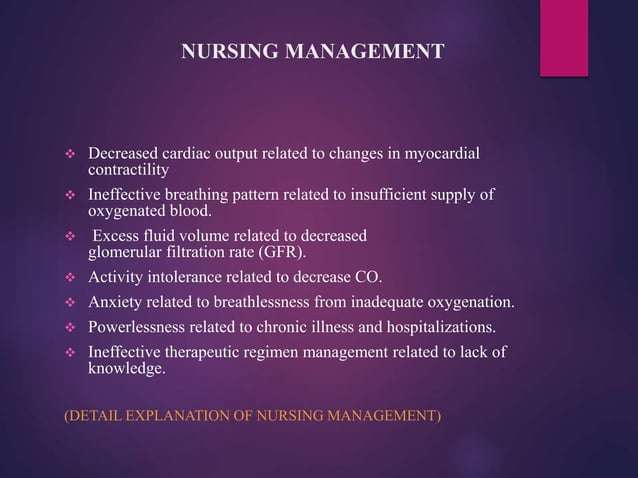 NURSING MANAGEMENT
❖ Decreased cardiac output related to changes in myocardial
contractility
❖ Ineffective breathing pattern related to insufficient supply of
oxygenated blood.
❖ Excess fluid volume related to decreased
glomerular filtration rate (GFR).
❖ Activity intolerance related to decrease CO.
❖ Anxiety related to breathlessness from inadequate oxygenation.
❖ Powerlessness related to chronic illness and hospitalizations.
❖ Ineffective therapeutic regimen management related to lack of
knowledge.
(DETAIL EXPLANATION OF NURSING MANAGEMENT)